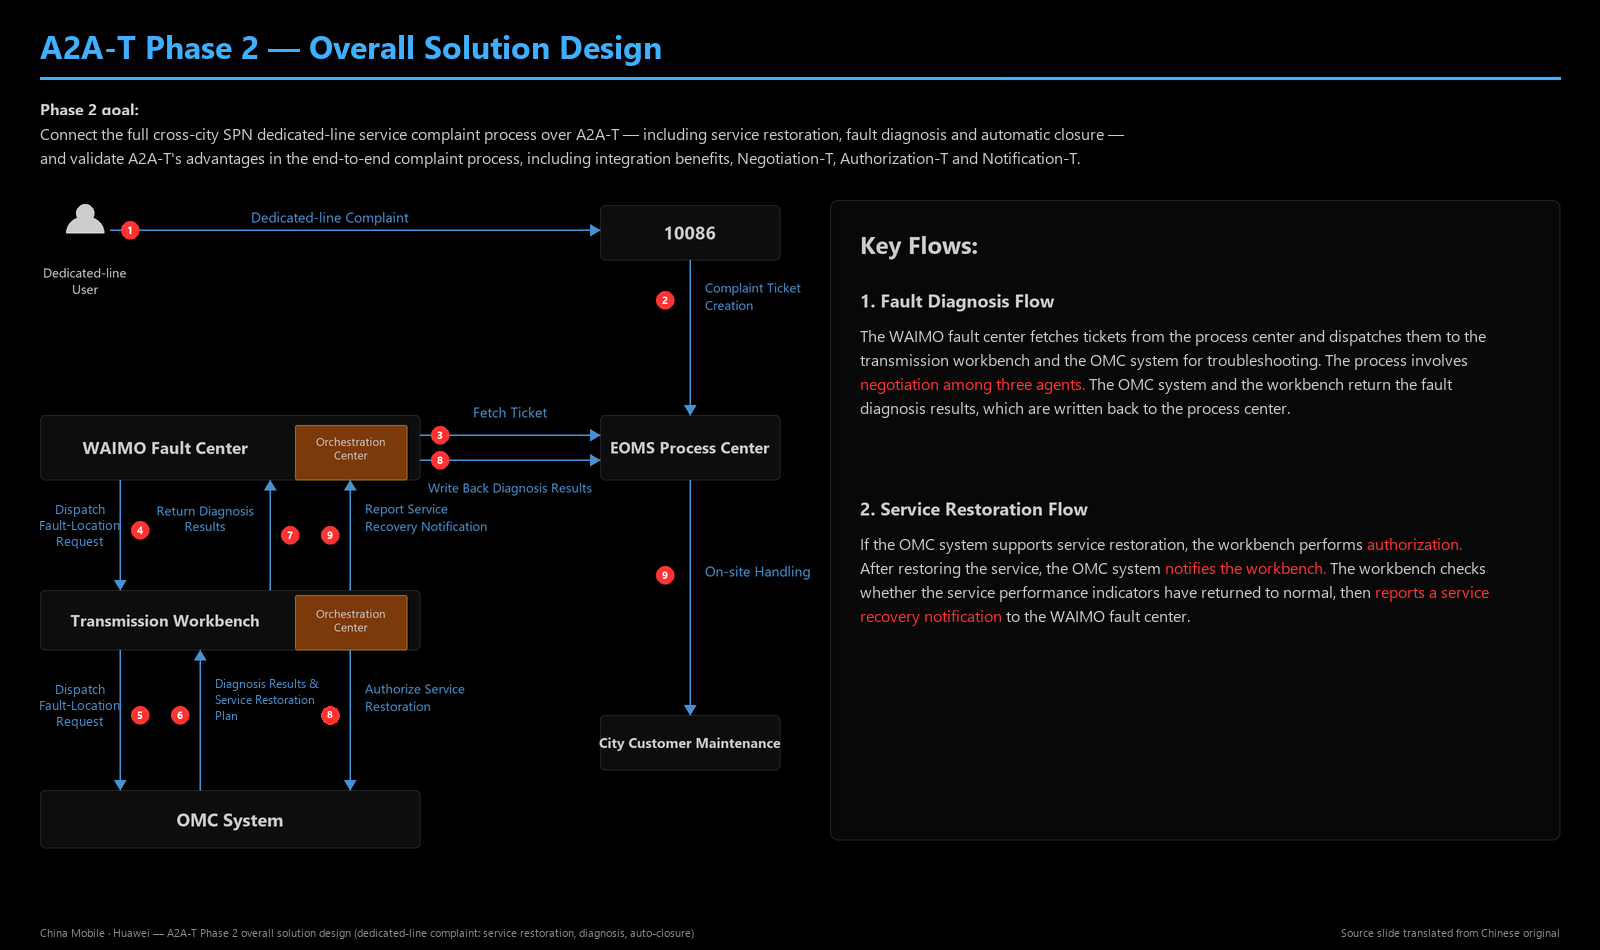 A2A-T Phase 2 — Overall Solution Design
Phase 2 goal:
Connect the full cross-city SPN dedicated-line service complaint process over A2A-T — including service restoration, fault diagnosis and automatic closure —
and validate A2A-T's advantages in the end-to-end complaint process, including integration benefits, Negotiation-T, Authorization-T and Notification-T.
1
Dedicated-line Complaint
10086
Dedicated-line
User
2
Complaint Ticket
Creation
WAIMO Fault Center
Orchestration
Center
Fetch Ticket
3
8
Write Back Diagnosis Results
EOMS Process Center
Dispatch
Fault-Location
Request
4
Return Diagnosis
Results
7
9
Report Service
Recovery Notification
9
On-site Handling
Transmission Workbench
Orchestration
Center
Dispatch
Fault-Location
Request
5
6
Diagnosis Results &
Service Restoration
Plan
8
Authorize Service
Restoration
City Customer Maintenance
OMC System
Key Flows:
1. Fault Diagnosis Flow
The WAIMO fault center fetches tickets from the process center and dispatches them to the
transmission workbench and the OMC system for troubleshooting. The process involves
negotiation among three agents. The OMC system and the workbench return the fault
diagnosis results, which are written back to the process center.
2. Service Restoration Flow
If the OMC system supports service restoration, the workbench performs authorization.
After restoring the service, the OMC system notifies the workbench. The workbench checks
whether the service performance indicators have returned to normal, then reports a service
recovery notification to the WAIMO fault center.
China Mobile · Huawei — A2A-T Phase 2 overall solution design (dedicated-line complaint: service restoration, diagnosis, auto-closure)
Source slide translated from Chinese original